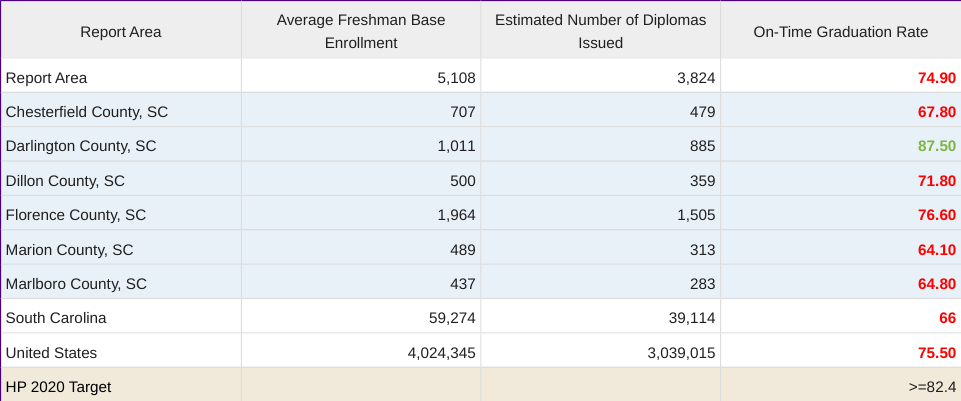 Report Area Average Freshman Base Enrollment Estimated Number of Diplomas Issued On-Time Graduation Rate
Report Area 5,108 3,824 74.90
Chesterfield County, SC 707 479 67.80
Darlington County, SC 1,011 885 87.50
Dillon County, SC 500 359 71.80
Florence County, SC 1,964 1,505 76.60
Marion County, SC 489 313 64.10
Marlboro County, SC 437 283 64.80
South Carolina 59,274 39,114 66
United States 4,024,345 3,039,015 75.50
HP 2020 Target >=82.4